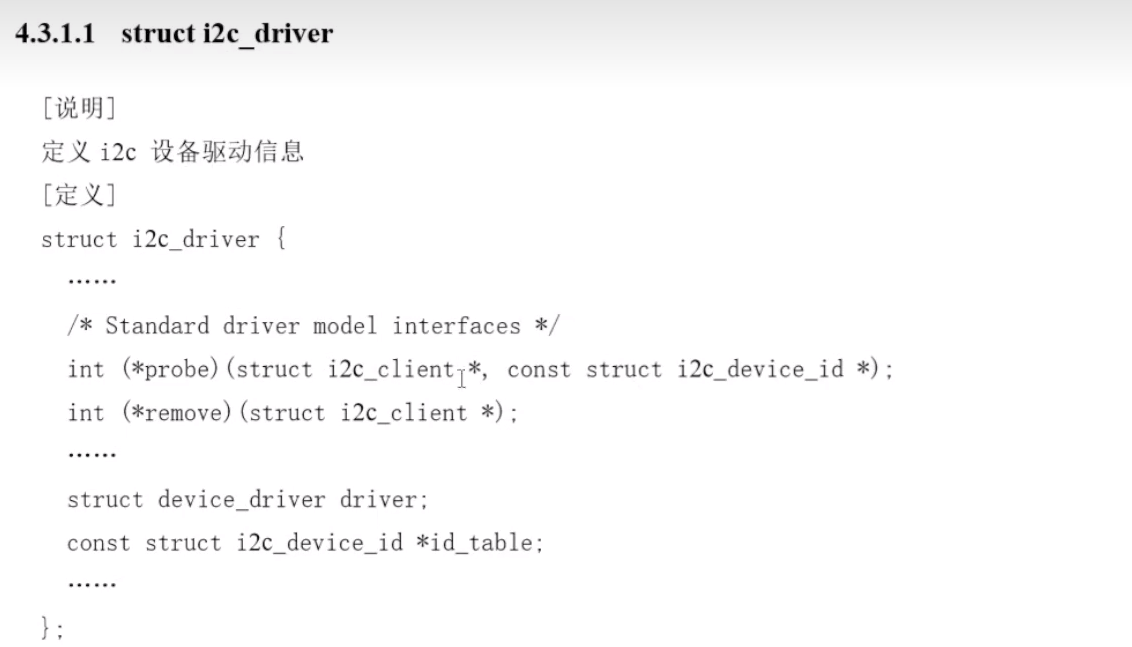 4.3.1.1 struct i2c_driver
[说明]
定义 i2c 设备驱动信息
[定义]
struct i2c_driver {
……
/* Standard driver model interfaces */
int (*probe)(struct i2c_client *, const struct i2c_device_id *);
int (*remove)(struct i2c_client *);
……
struct device_driver driver;
const struct i2c_device_id *id_table;
……
};